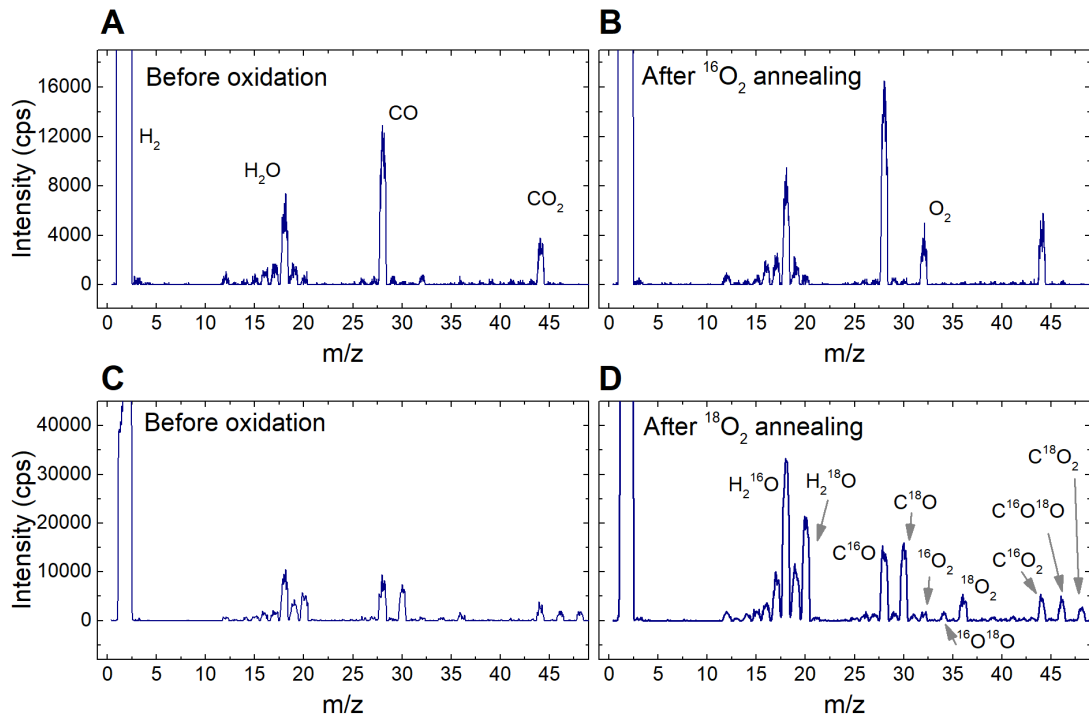 A
Before oxidation
H₂
H₂O
CO
CO₂
16000
12000
8000
4000
0
Intensity (cps)
0 5 10 15 20 25 30 35 40 45
m/z
B
After ¹⁶O₂ annealing
O₂
0 5 10 15 20 25 30 35 40 45
m/z
C
Before oxidation
40000
30000
20000
10000
0
Intensity (cps)
0 5 10 15 20 25 30 35 40 45
m/z
D
After ¹⁸O₂ annealing
H₂¹⁶O
H₂¹⁸O
C¹⁶O
C¹⁸O
¹⁶O₂
¹⁶O¹⁸O
¹⁸O₂
C¹⁶O₂
C¹⁶O¹⁸O
C¹⁸O₂
0 5 10 15 20 25 30 35 40 45
m/z